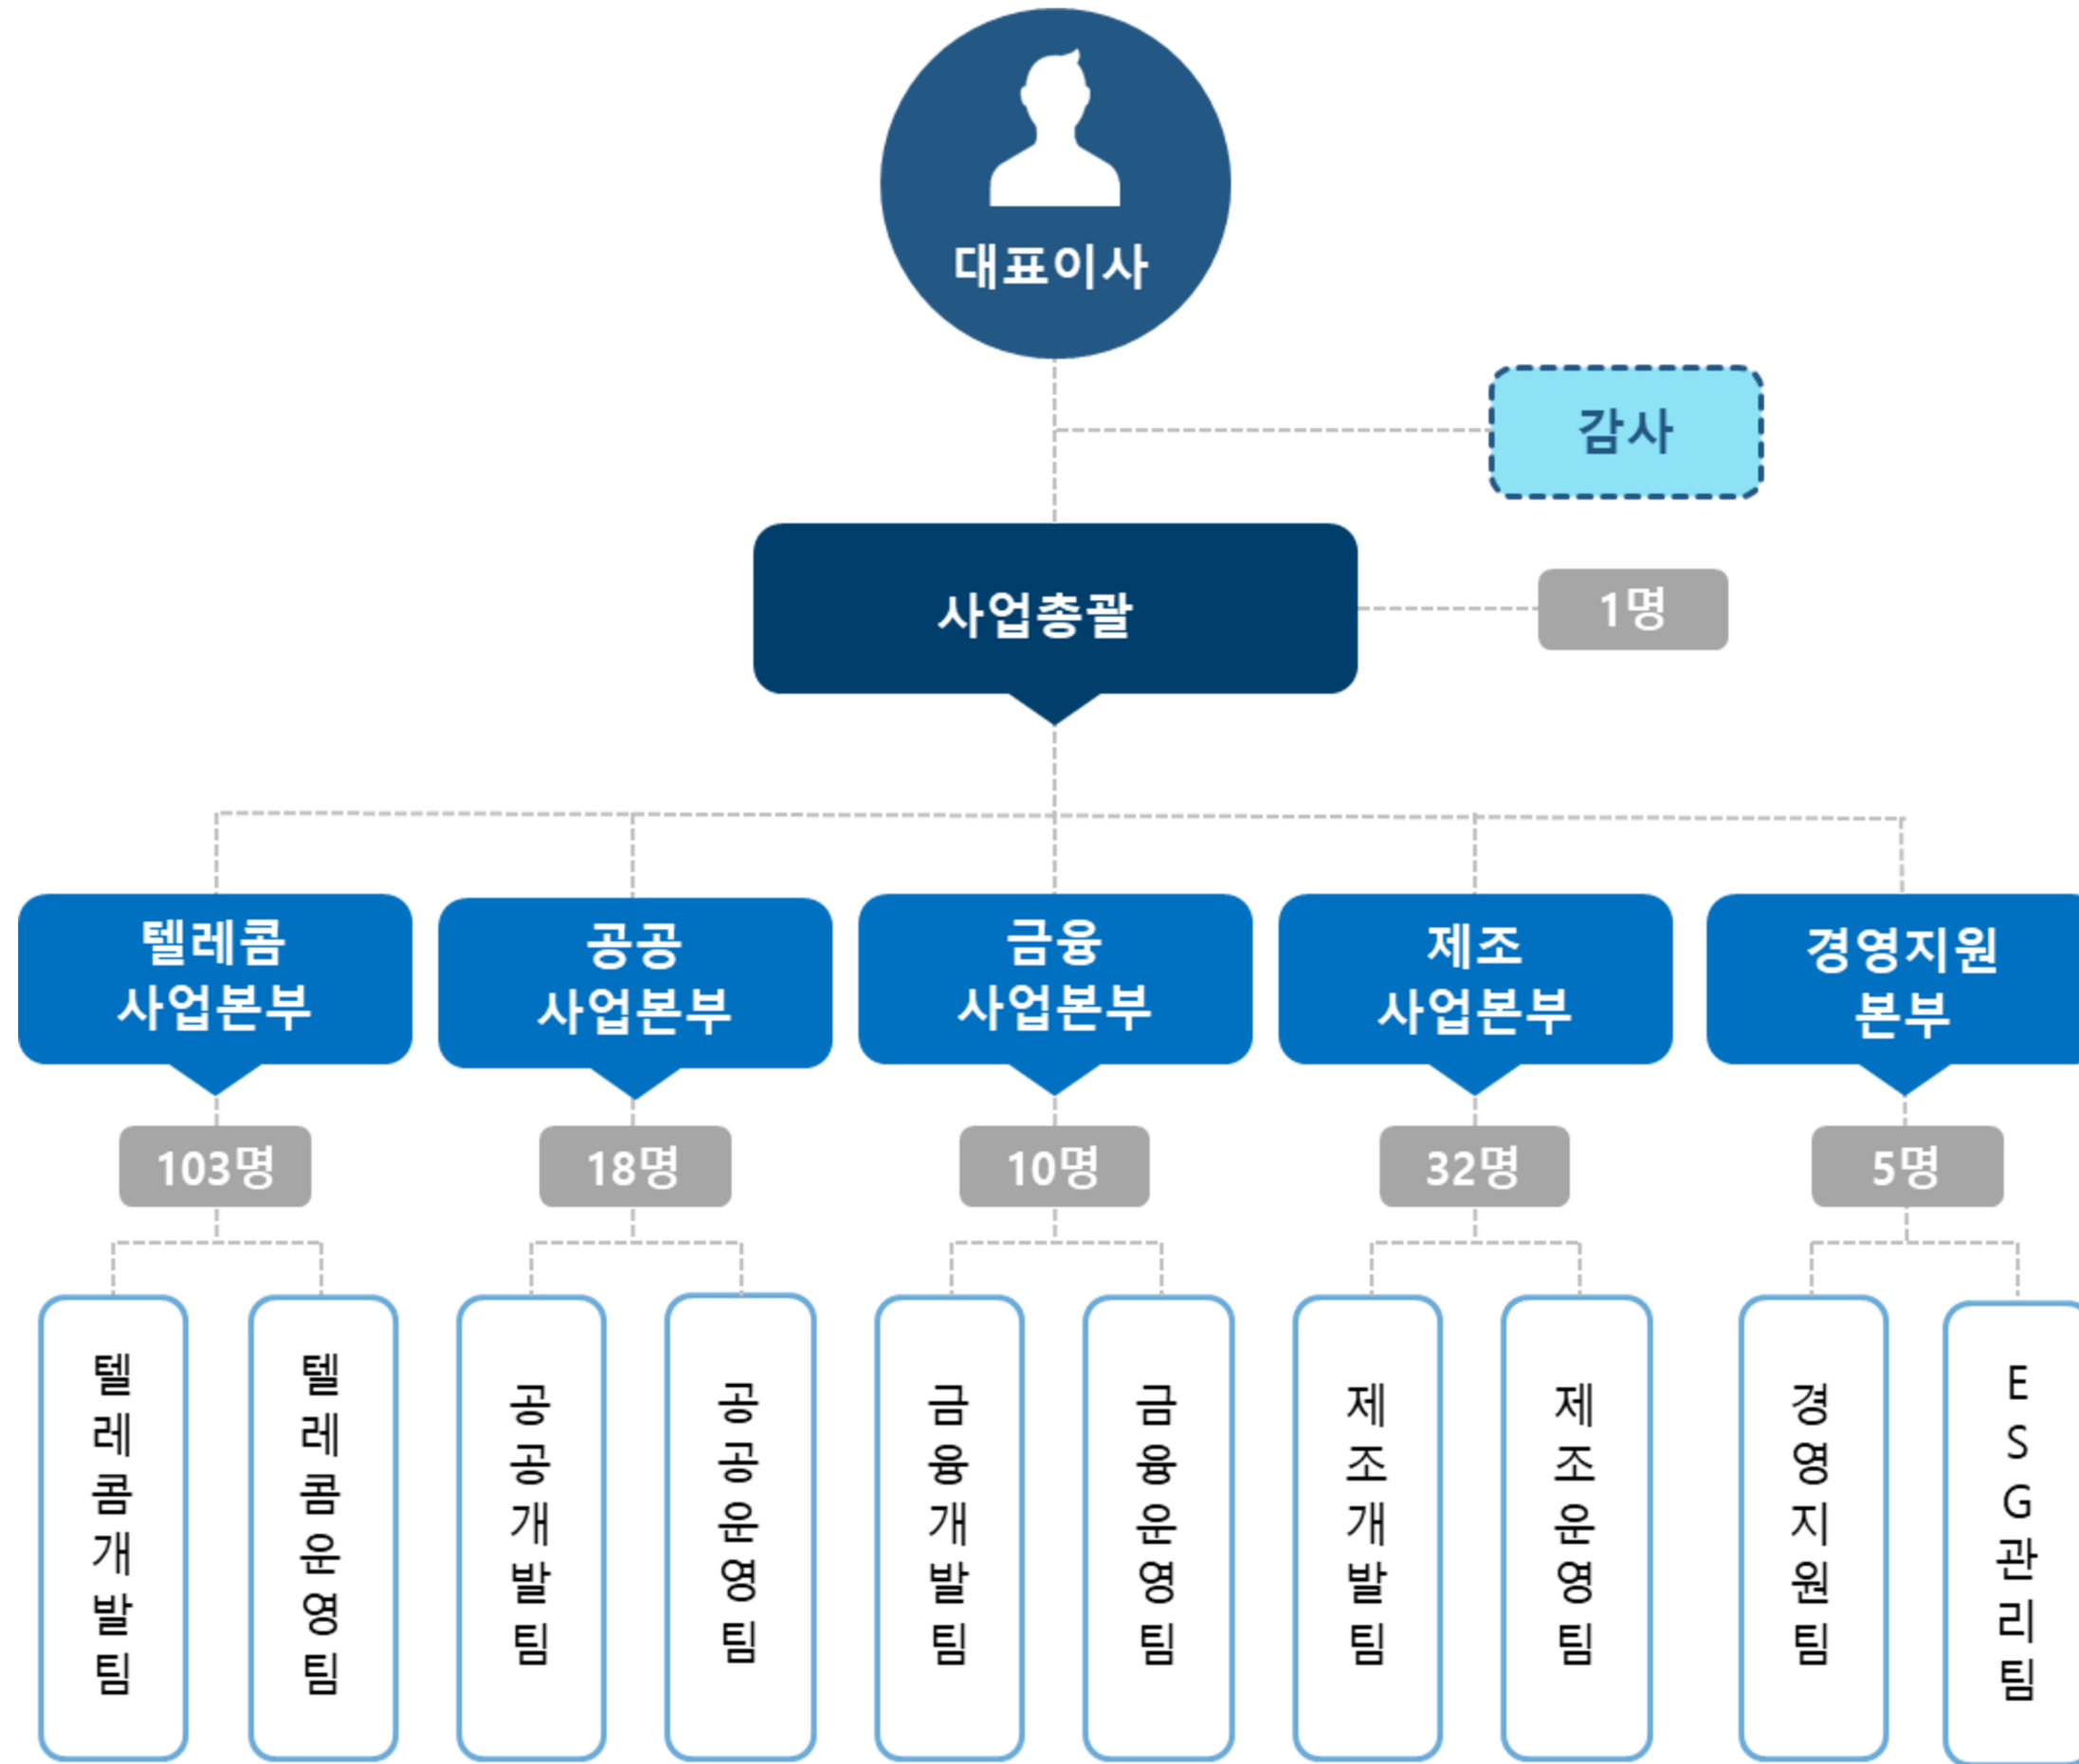 대표이사
감사
사업총괄
1명
텔레콤
사업본부
공공
사업본부
금융
사업본부
제조
사업본부
경영지원
본부
103명
18명
10명
32명
5명
텔레콤개발팀
텔레콤운영팀
공공개발팀
공공운영팀
금융개발팀
금융운영팀
제조개발팀
제조운영팀
경영지원팀
ESG관리팀